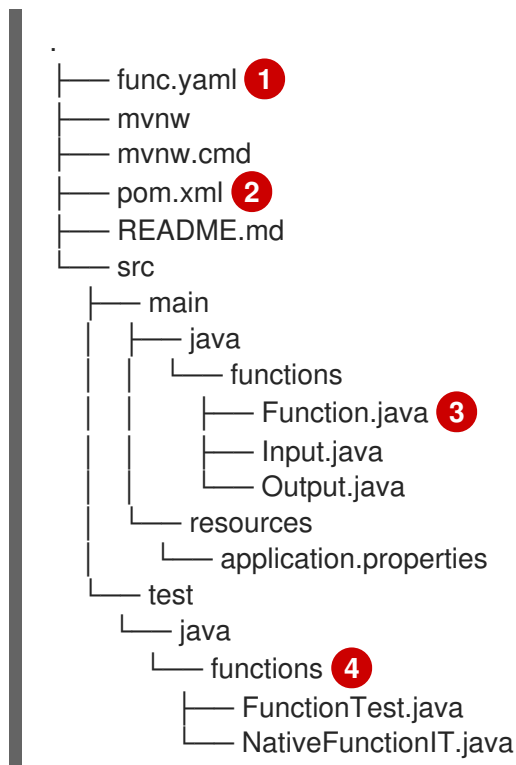 .
├── func.yaml 1
├── mvnw
├── mvnw.cmd
├── pom.xml 2
├── README.md
└── src
    ├── main
    │   ├── java
    │   │   └── functions
    │   │       ├── Function.java 3
    │   │       ├── Input.java
    │   │       └── Output.java
    │   └── resources
    │       └── application.properties
    └── test
        └── java
            └── functions 4
                ├── FunctionTest.java
                └── NativeFunctionIT.java